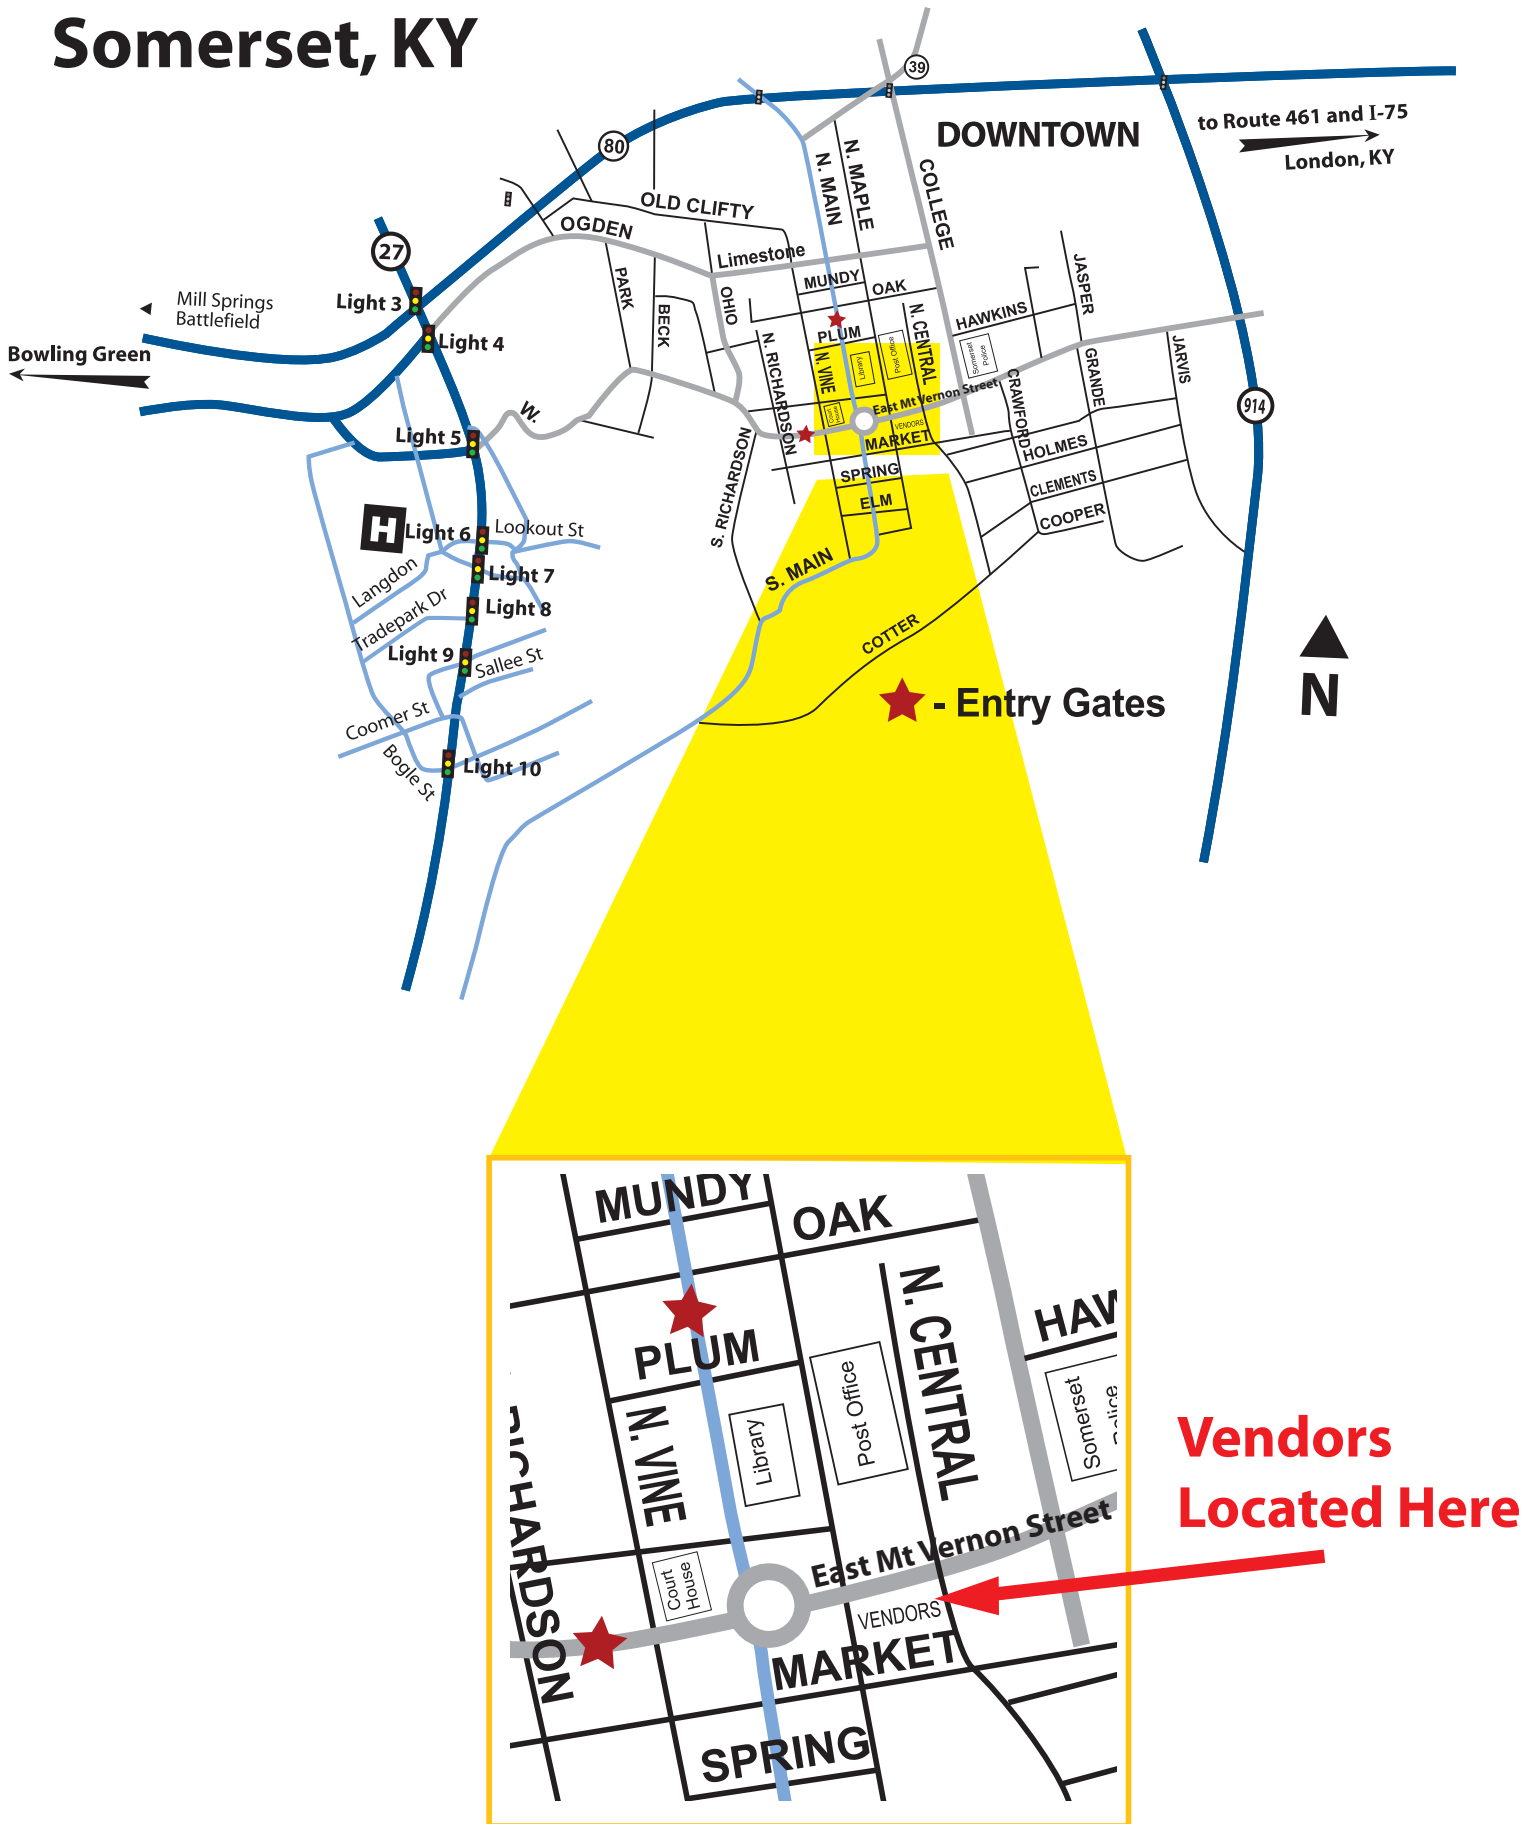 Somerset, KY
39
DOWNTOWN
to Route 461 and I-75
London, KY
80
N. MAIN
N. MAPLE
COLLEGE
OLD CLIFTY
OGDEN
Limestone
27
Light 3
Light 4
Mill Springs
Battlefield
Bowling Green
PARK
BECK
OHIO
MUNDY
OAK
PLUM
N. RICHARDSON
N. VINE
Library
Post Office
N. CENTRAL
HAWKINS
JASPER
Somerset
Police
CRAWFORD
GRANDE
JARVIS
914
W.
Light 5
Court
House
East Mt Vernon Street
VENDORS
MARKET
S. RICHARDSON
SPRING
ELM
HOLMES
CLEMENTS
COOPER
H
Light 6
Lookout St
Light 7
Langdon
Light 8
Tradepark Dr
Light 9
Sallee St
S. MAIN
COTTER
Coomer St
Bogle St
Light 10
- Entry Gates
N
MUNDY
OAK
N. CENTRAL
HAW
PLUM
Post Office
Library
N. VINE
Somerset
RICHARDSON
East Mt Vernon Street
Court
House
VENDORS
MARKET
SPRING
Vendors
Located Here